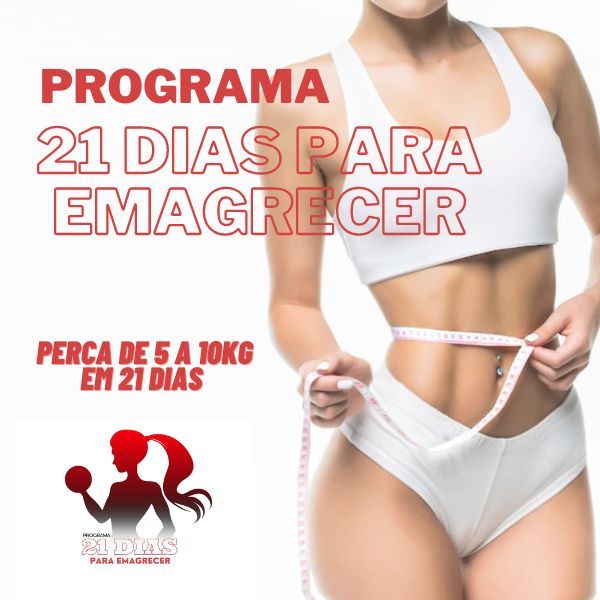 PROGRAMA
21 DIAS PARA
EMAGRECER
PERCA DE 5 A 10KG
EM 21 DIAS
PROGRAMA
21 DIAS
PARA EMAGRECER